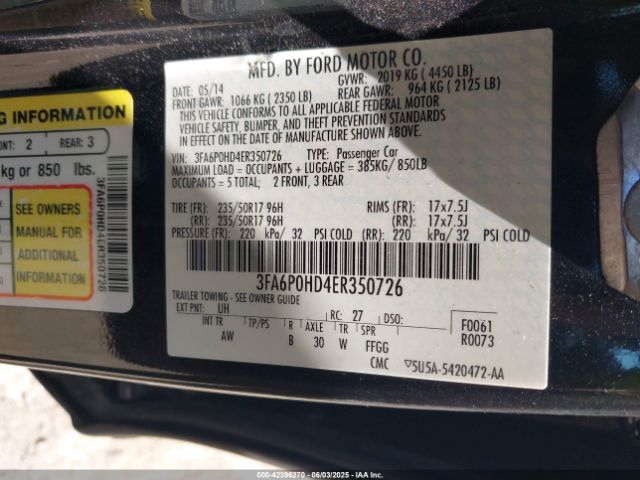 MFD. BY FORD MOTOR CO.
DATE: 05/14 GVWR: 2019 KG ( 4450 LB)
FRONT GAWR: 1066 KG ( 2350 LB) REAR GAWR: 964 KG ( 2125 LB)
THIS VEHICLE CONFORMS TO ALL APPLICABLE FEDERAL MOTOR
VEHICLE SAFETY, BUMPER, AND THEFT PREVENTION STANDARDS
IN EFFECT ON THE DATE OF MANUFACTURE SHOWN ABOVE.
VIN: 3FA6P0HD4ER350726 TYPE: Passenger Car
MAXIMUM LOAD = OCCUPANTS + LUGGAGE = 385KG/ 850LB
OCCUPANTS = 5 TOTAL; 2 FRONT, 3 REAR
TIRE (FR): 235/50R17 96H RIMS (FR): 17x7.5J
(RR): 235/50R17 96H (RR): 17x7.5J
PRESSURE (FR): 220 kPa/ 32 PSI COLD (RR): 220 kPa/ 32 PSI COLD
3FA6P0HD4ER350726
TRAILER TOWING - SEE OWNER GUIDE
EXT PNT: UH RC: 27 DSO:
INT TR TP/PS R AXLE TR SPR
AW B 30 W FFGG
CMC
F0061
R0073
5U5A-5420472-AA
G INFORMATION
NT: 2 REAR: 3
kg or 850 lbs.
SEE OWNERS
MANUAL FOR
ADDITIONAL
INFORMATION
3FA6P0HD4ER350726
000-42396270 - 06/03/2025 - IAA Inc.